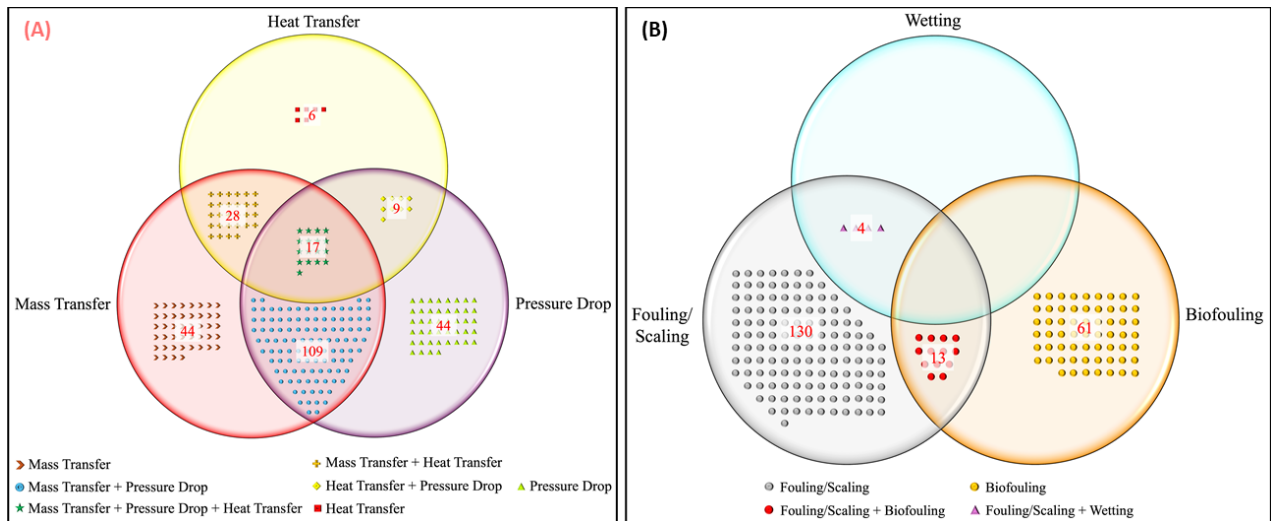 (A)
Heat Transfer
6
28
9
17
Mass Transfer
Pressure Drop
44
109
44
Mass Transfer
Mass Transfer + Heat Transfer
Mass Transfer + Pressure Drop
Heat Transfer + Pressure Drop
Pressure Drop
Mass Transfer + Pressure Drop + Heat Transfer
Heat Transfer
(B)
Wetting
4
Fouling/
Scaling
130
13
61
Biofouling
Fouling/Scaling
Biofouling
Fouling/Scaling + Biofouling
Fouling/Scaling + Wetting